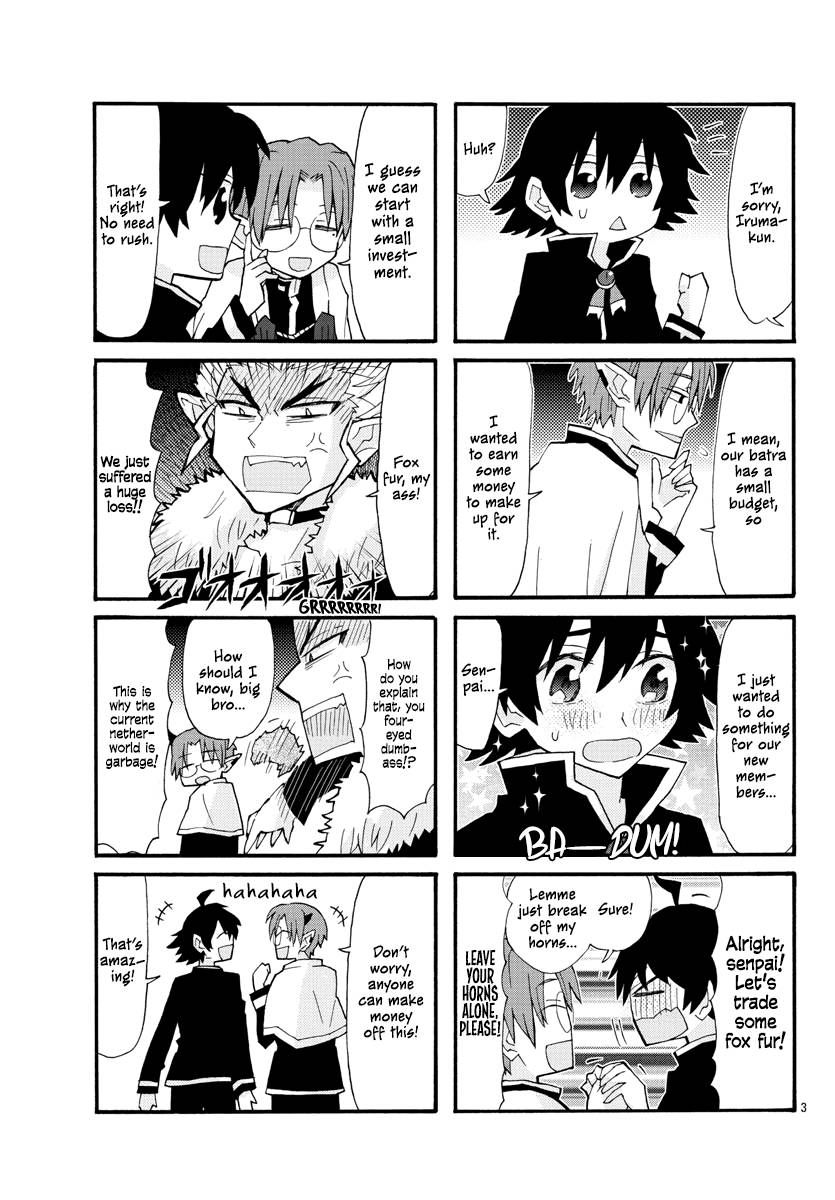 I'm
sorry,
Iruma-
kun.
Huh?
I mean,
our batra
has a
small
budget,
so
I
wanted
to earn
some
money to
make up
for it.
I just
wanted
to do
something
for our
new
mem-
bers...
Sen-
pai...
BA—DUM!
Alright,
senpai!
Let's
trade
some
fox fur!
Sure!
Lemme
just break
off my
horns...
LEAVE
YOUR
HORNS
ALONE,
PLEASE!
I guess
we can
start
with a
small
invest-
ment.
That's
right!
No need
to rush.
Fox
fur, my
ass!
We just
suffered
a huge
loss!!
ゴオオオオオオ
GRRRRRRRR!
How
do you
explain
that, you
four-
eyed
dumb-
ass!?
How
should I
know, big
bro...
This is
why the
current
nether-
world is
garbage!
Don't
worry,
anyone
can make
money
off this!
hahahaha
That's
amaz-
ing!
3